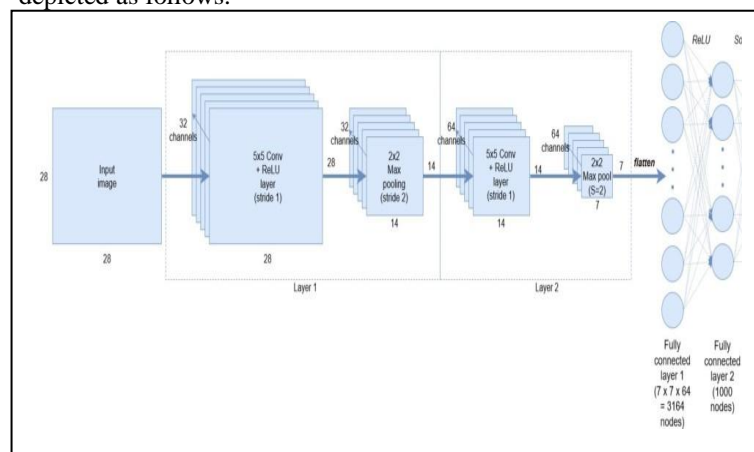 depicted as follows:
ReLU
So
32
channels
32
channels
64
channels
64
channels
28
Input
image
28
5x5 Conv
+ ReLU
layer
(stride 1)
28
28
2x2
Max
pooling
(stride 2)
14
14
5x5 Conv
+ ReLU
layer
(stride 1)
14
14
2x2
Max pool
(S=2)
7
7
flatten
Layer 1
Layer 2
Fully
connected
layer 1
(7 x 7 x 64
= 3164
nodes)
Fully
connected
layer 2
(1000
nodes)